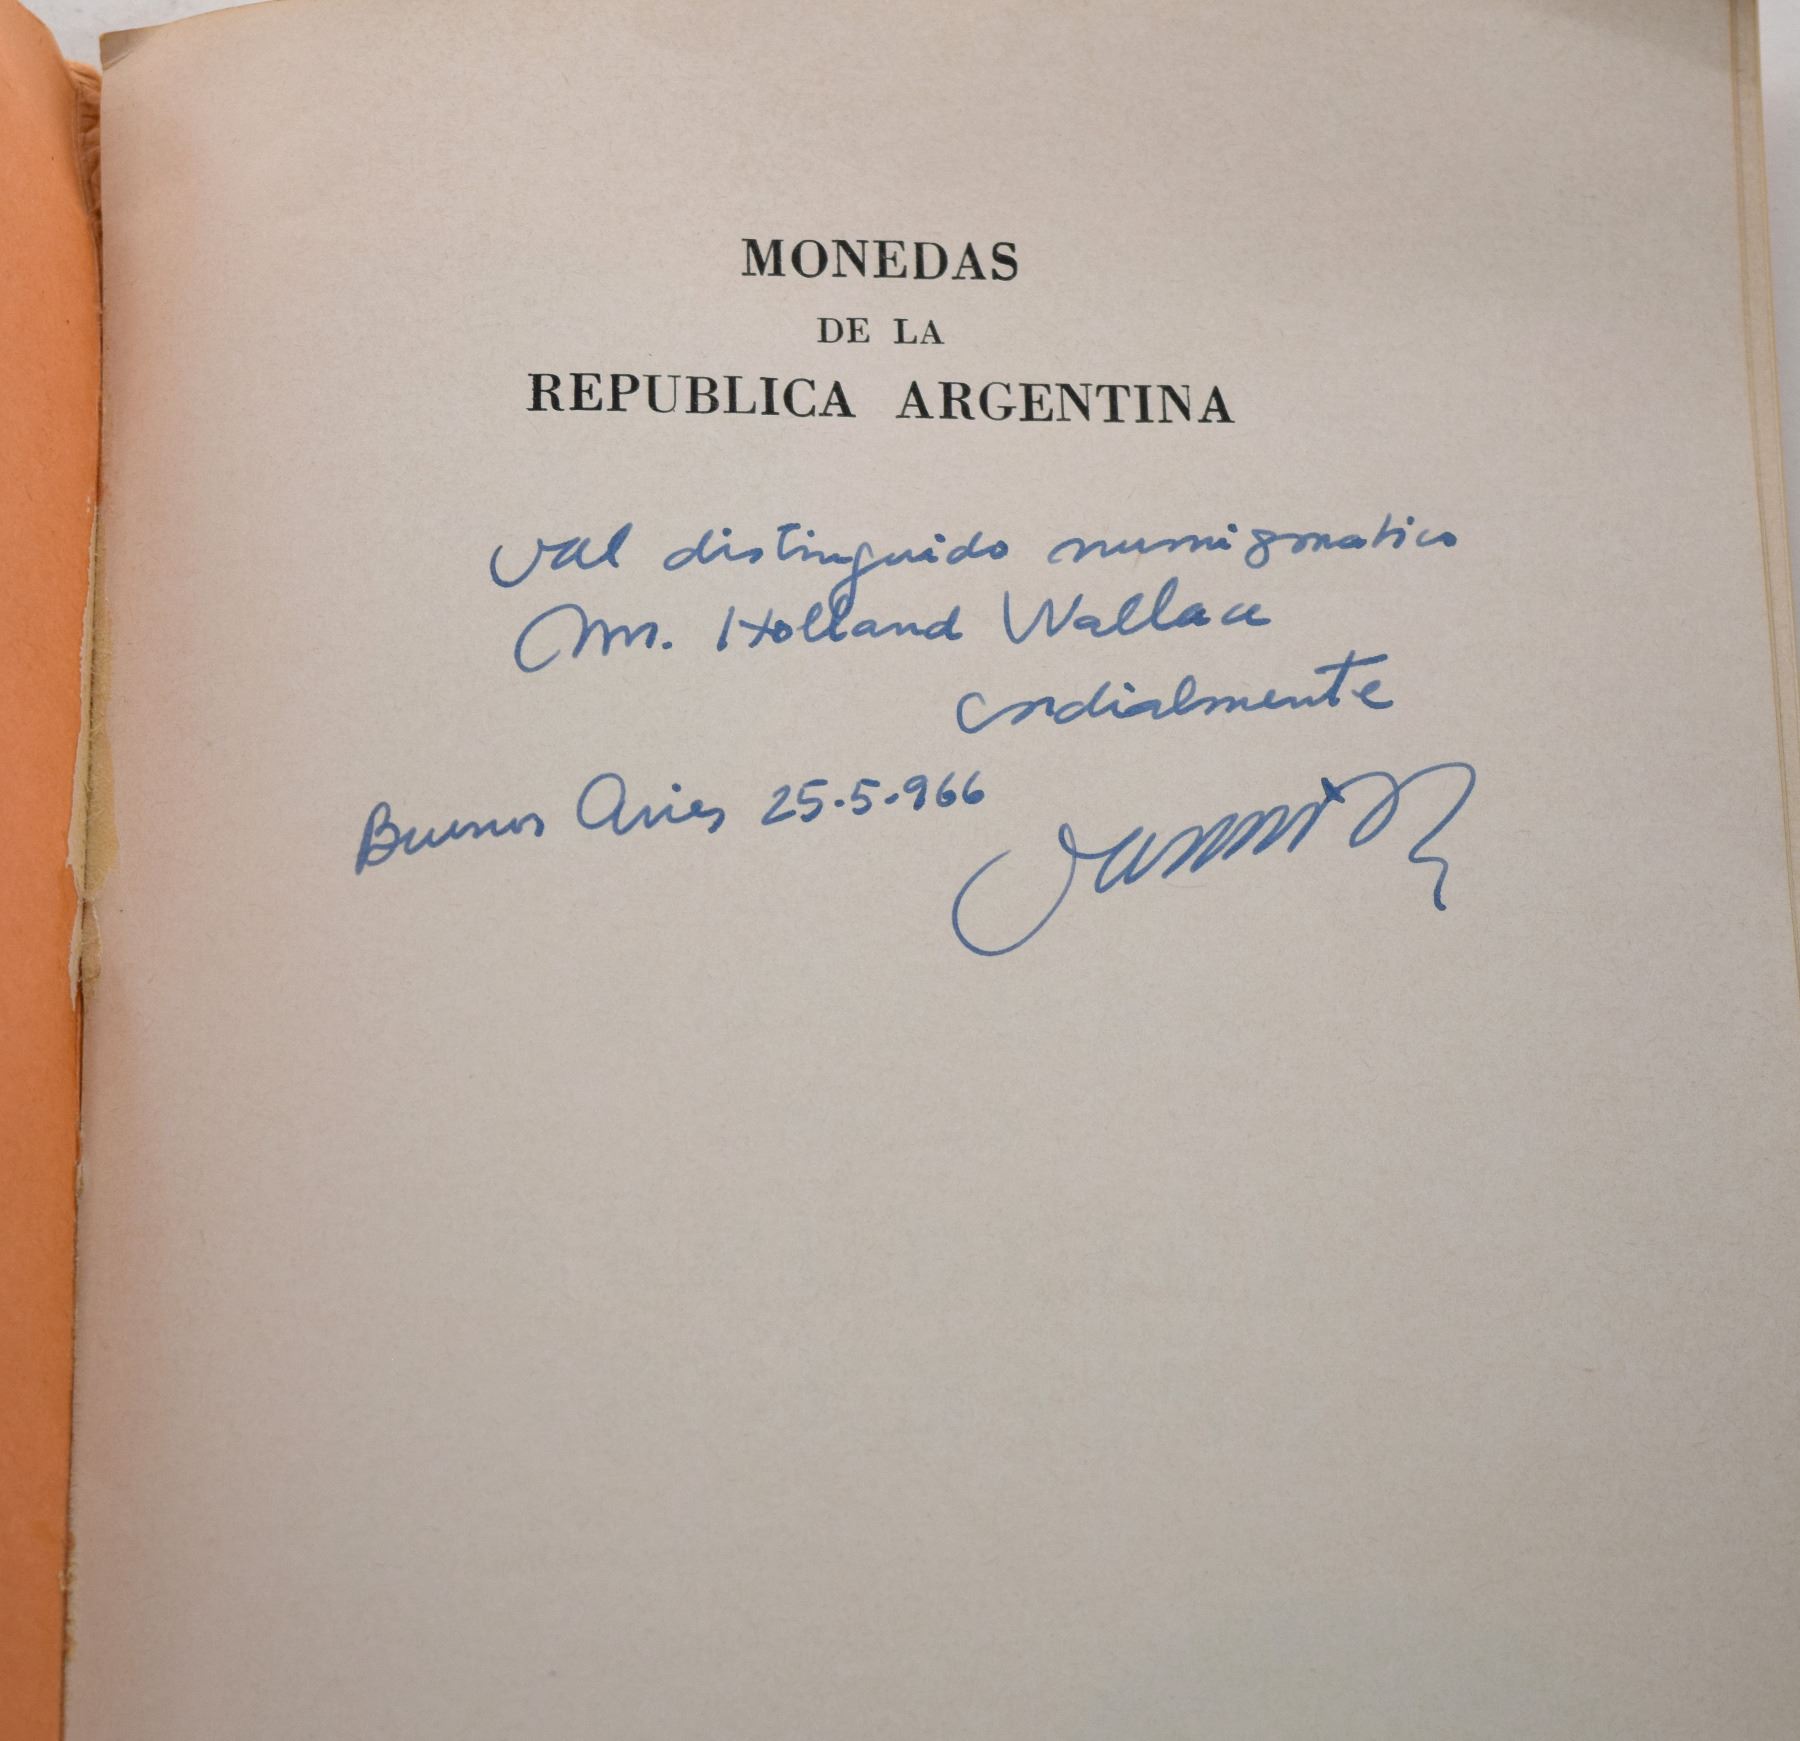 MONEDAS
DE LA
REPUBLICA ARGENTINA
Al distinguido numismatico
Mr. Holland Wallace
cordialmente
Buenos Aires 25.5.966